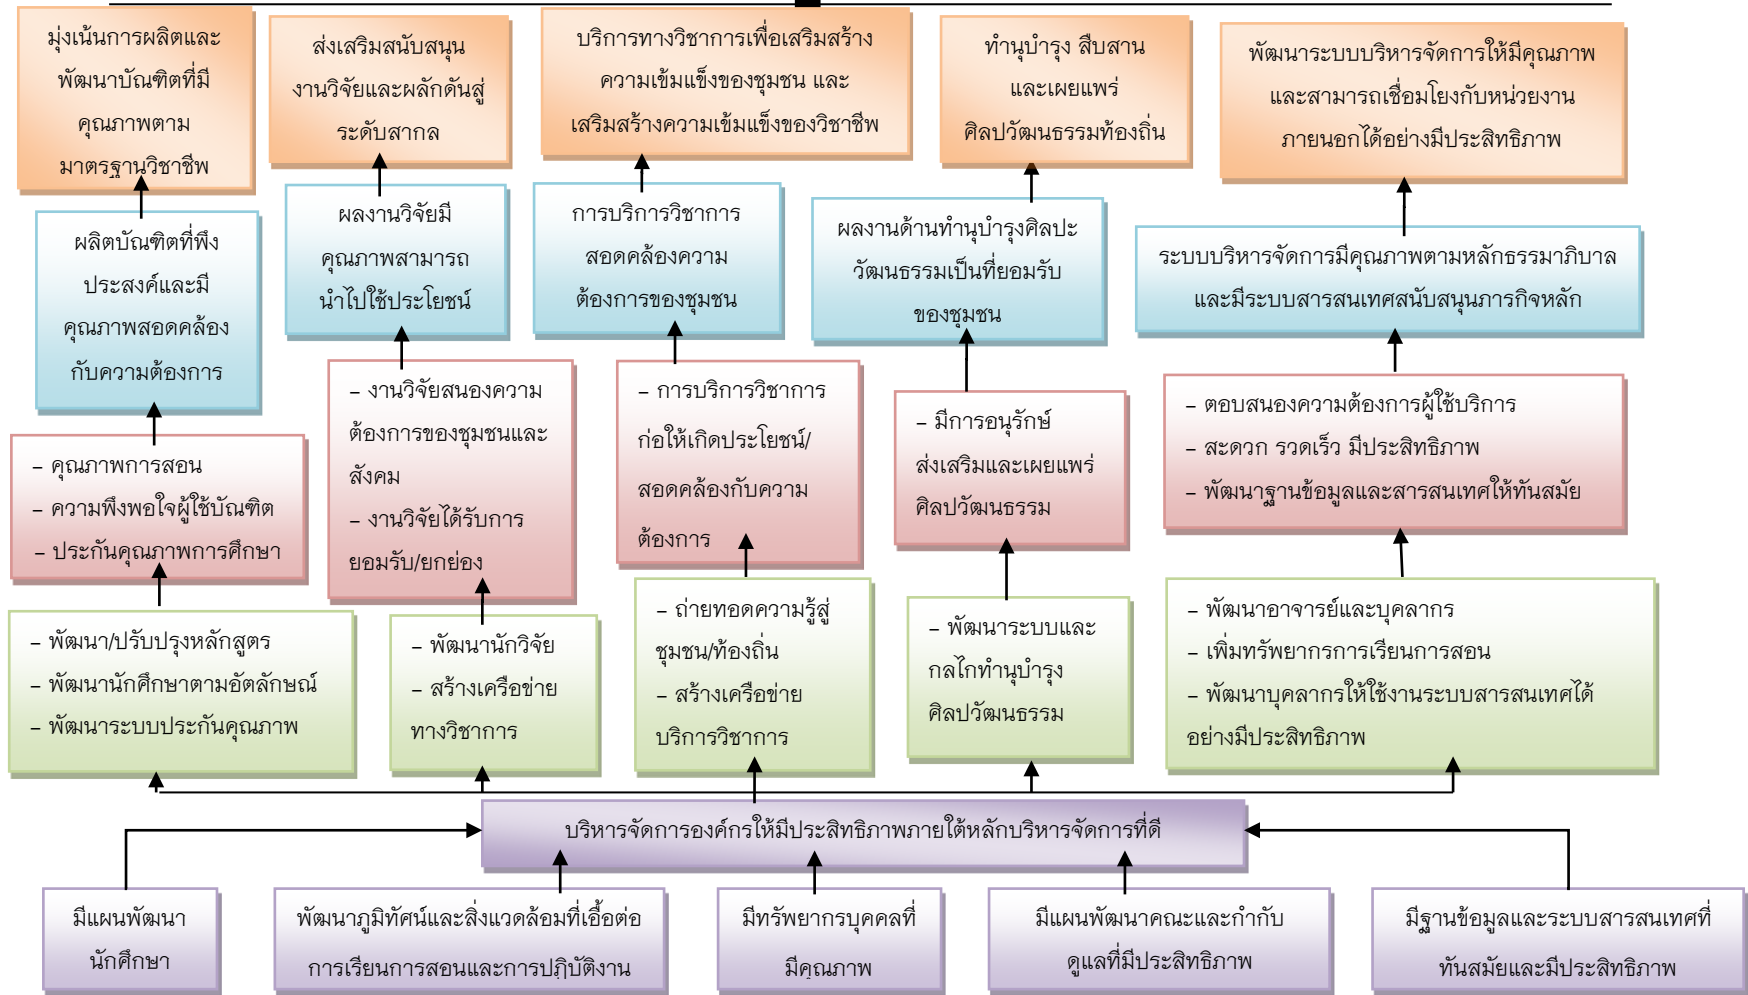 มุ่งเน้นการผลิตและ
พัฒนาบัณฑิตที่มี
คุณภาพตาม
มาตรฐานวิชาชีพ
ส่งเสริมสนับสนุน
งานวิจัยและผลักดันสู่
ระดับสากล
บริการทางวิชาการเพื่อเสริมสร้าง
ความเข้มแข็งของชุมชน และ
เสริมสร้างความเข้มแข็งของวิชาชีพ
ทำนุบำรุง สืบสาน
และเผยแพร่
ศิลปวัฒนธรรมท้องถิ่น
พัฒนาระบบบริหารจัดการให้มีคุณภาพ
และสามารถเชื่อมโยงกับหน่วยงาน
ภายนอกได้อย่างมีประสิทธิภาพ
ผลิตบัณฑิตที่พึง
ประสงค์และมี
คุณภาพสอดคล้อง
กับความต้องการ
ผลงานวิจัยมี
คุณภาพสามารถ
นำไปใช้ประโยชน์
การบริการวิชาการ
สอดคล้องความ
ต้องการของชุมชน
ผลงานด้านทำนุบำรุงศิลปะ
วัฒนธรรมเป็นที่ยอมรับ
ของชุมชน
ระบบบริหารจัดการมีคุณภาพตามหลักธรรมาภิบาล
และมีระบบสารสนเทศสนับสนุนภารกิจหลัก
– คุณภาพการสอน
– ความพึงพอใจผู้ใช้บัณฑิต
– ประกันคุณภาพการศึกษา
– งานวิจัยสนองความ
ต้องการของชุมชนและ
สังคม
– งานวิจัยได้รับการ
ยอมรับ/ยกย่อง
– การบริการวิชาการ
ก่อให้เกิดประโยชน์/
สอดคล้องกับความ
ต้องการ
– มีการอนุรักษ์
ส่งเสริมและเผยแพร่
ศิลปวัฒนธรรม
– ตอบสนองความต้องการผู้ใช้บริการ
– สะดวก รวดเร็ว มีประสิทธิภาพ
– พัฒนาฐานข้อมูลและสารสนเทศให้ทันสมัย
– พัฒนา/ปรับปรุงหลักสูตร
– พัฒนานักศึกษาตามอัตลักษณ์
– พัฒนาระบบประกันคุณภาพ
– พัฒนานักวิจัย
– สร้างเครือข่าย
ทางวิชาการ
– ถ่ายทอดความรู้สู่
ชุมชน/ท้องถิ่น
– สร้างเครือข่าย
บริการวิชาการ
– พัฒนาระบบและ
กลไกทำนุบำรุง
ศิลปวัฒนธรรม
– พัฒนาอาจารย์และบุคลากร
– เพิ่มทรัพยากรการเรียนการสอน
– พัฒนาบุคลากรให้ใช้งานระบบสารสนเทศได้
อย่างมีประสิทธิภาพ
บริหารจัดการองค์กรให้มีประสิทธิภาพภายใต้หลักบริหารจัดการที่ดี
มีแผนพัฒนา
นักศึกษา
พัฒนาภูมิทัศน์และสิ่งแวดล้อมที่เอื้อต่อ
การเรียนการสอนและการปฏิบัติงาน
มีทรัพยากรบุคคลที่
มีคุณภาพ
มีแผนพัฒนาคณะและกำกับ
ดูแลที่มีประสิทธิภาพ
มีฐานข้อมูลและระบบสารสนเทศที่
ทันสมัยและมีประสิทธิภาพ